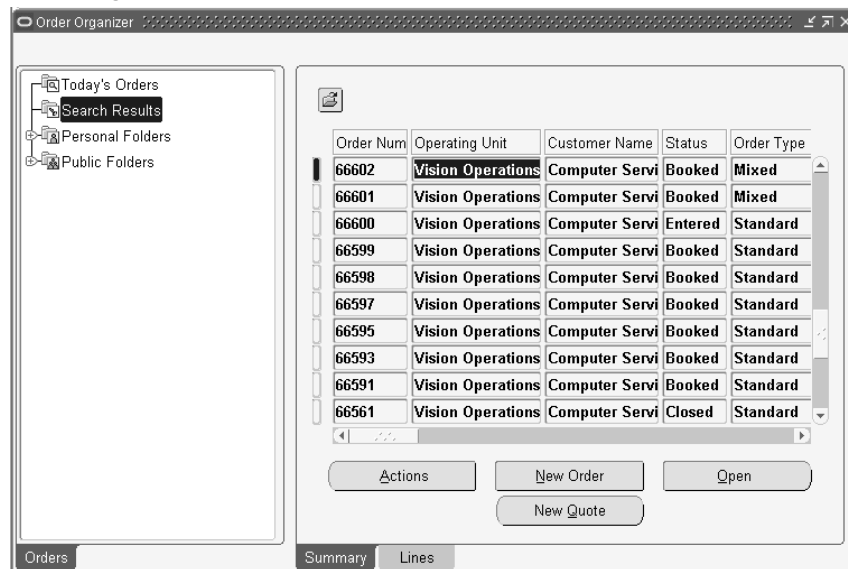 Order Organizer
Today's Orders
Search Results
Personal Folders
Public Folders
Order Num Operating Unit Customer Name Status Order Type
66602 Vision Operations Computer Servi Booked Mixed
66601 Vision Operations Computer Servi Booked Mixed
66600 Vision Operations Computer Servi Entered Standard
66599 Vision Operations Computer Servi Booked Standard
66598 Vision Operations Computer Servi Booked Standard
66597 Vision Operations Computer Servi Booked Standard
66595 Vision Operations Computer Servi Booked Standard
66593 Vision Operations Computer Servi Booked Standard
66591 Vision Operations Computer Servi Booked Standard
66561 Vision Operations Computer Servi Closed Standard
Actions New Order Open
New Quote
Orders Summary Lines